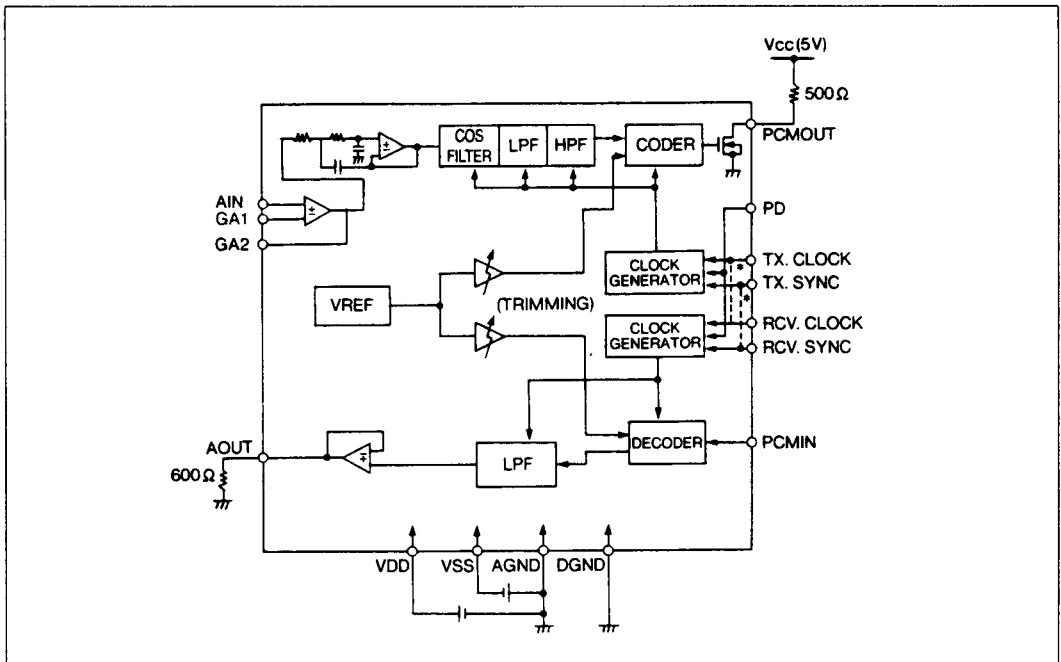 Vcc(5V)
500Ω
PCMOUT
COS
FILTER
LPF
HPF
CODER
AIN
GA1
GA2
±
±
PD
TX. CLOCK
TX. SYNC
*
*
CLOCK
GENERATOR
VREF
(TRIMMING)
CLOCK
GENERATOR
RCV. CLOCK
RCV. SYNC
AOUT
600Ω
∓
LPF
DECODER
PCMIN
VDD
VSS
AGND
DGND